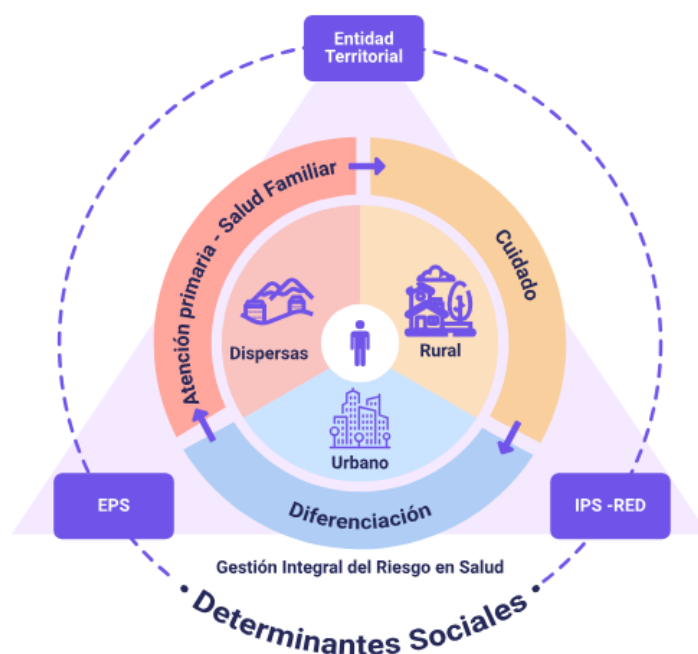 Entidad
Territorial
Atención primaria - Salud Familiar
Cuidado
Dispersas
Rural
Urbano
EPS
IPS -RED
Diferenciación
Gestión Integral del Riesgo en Salud
• Determinantes Sociales •